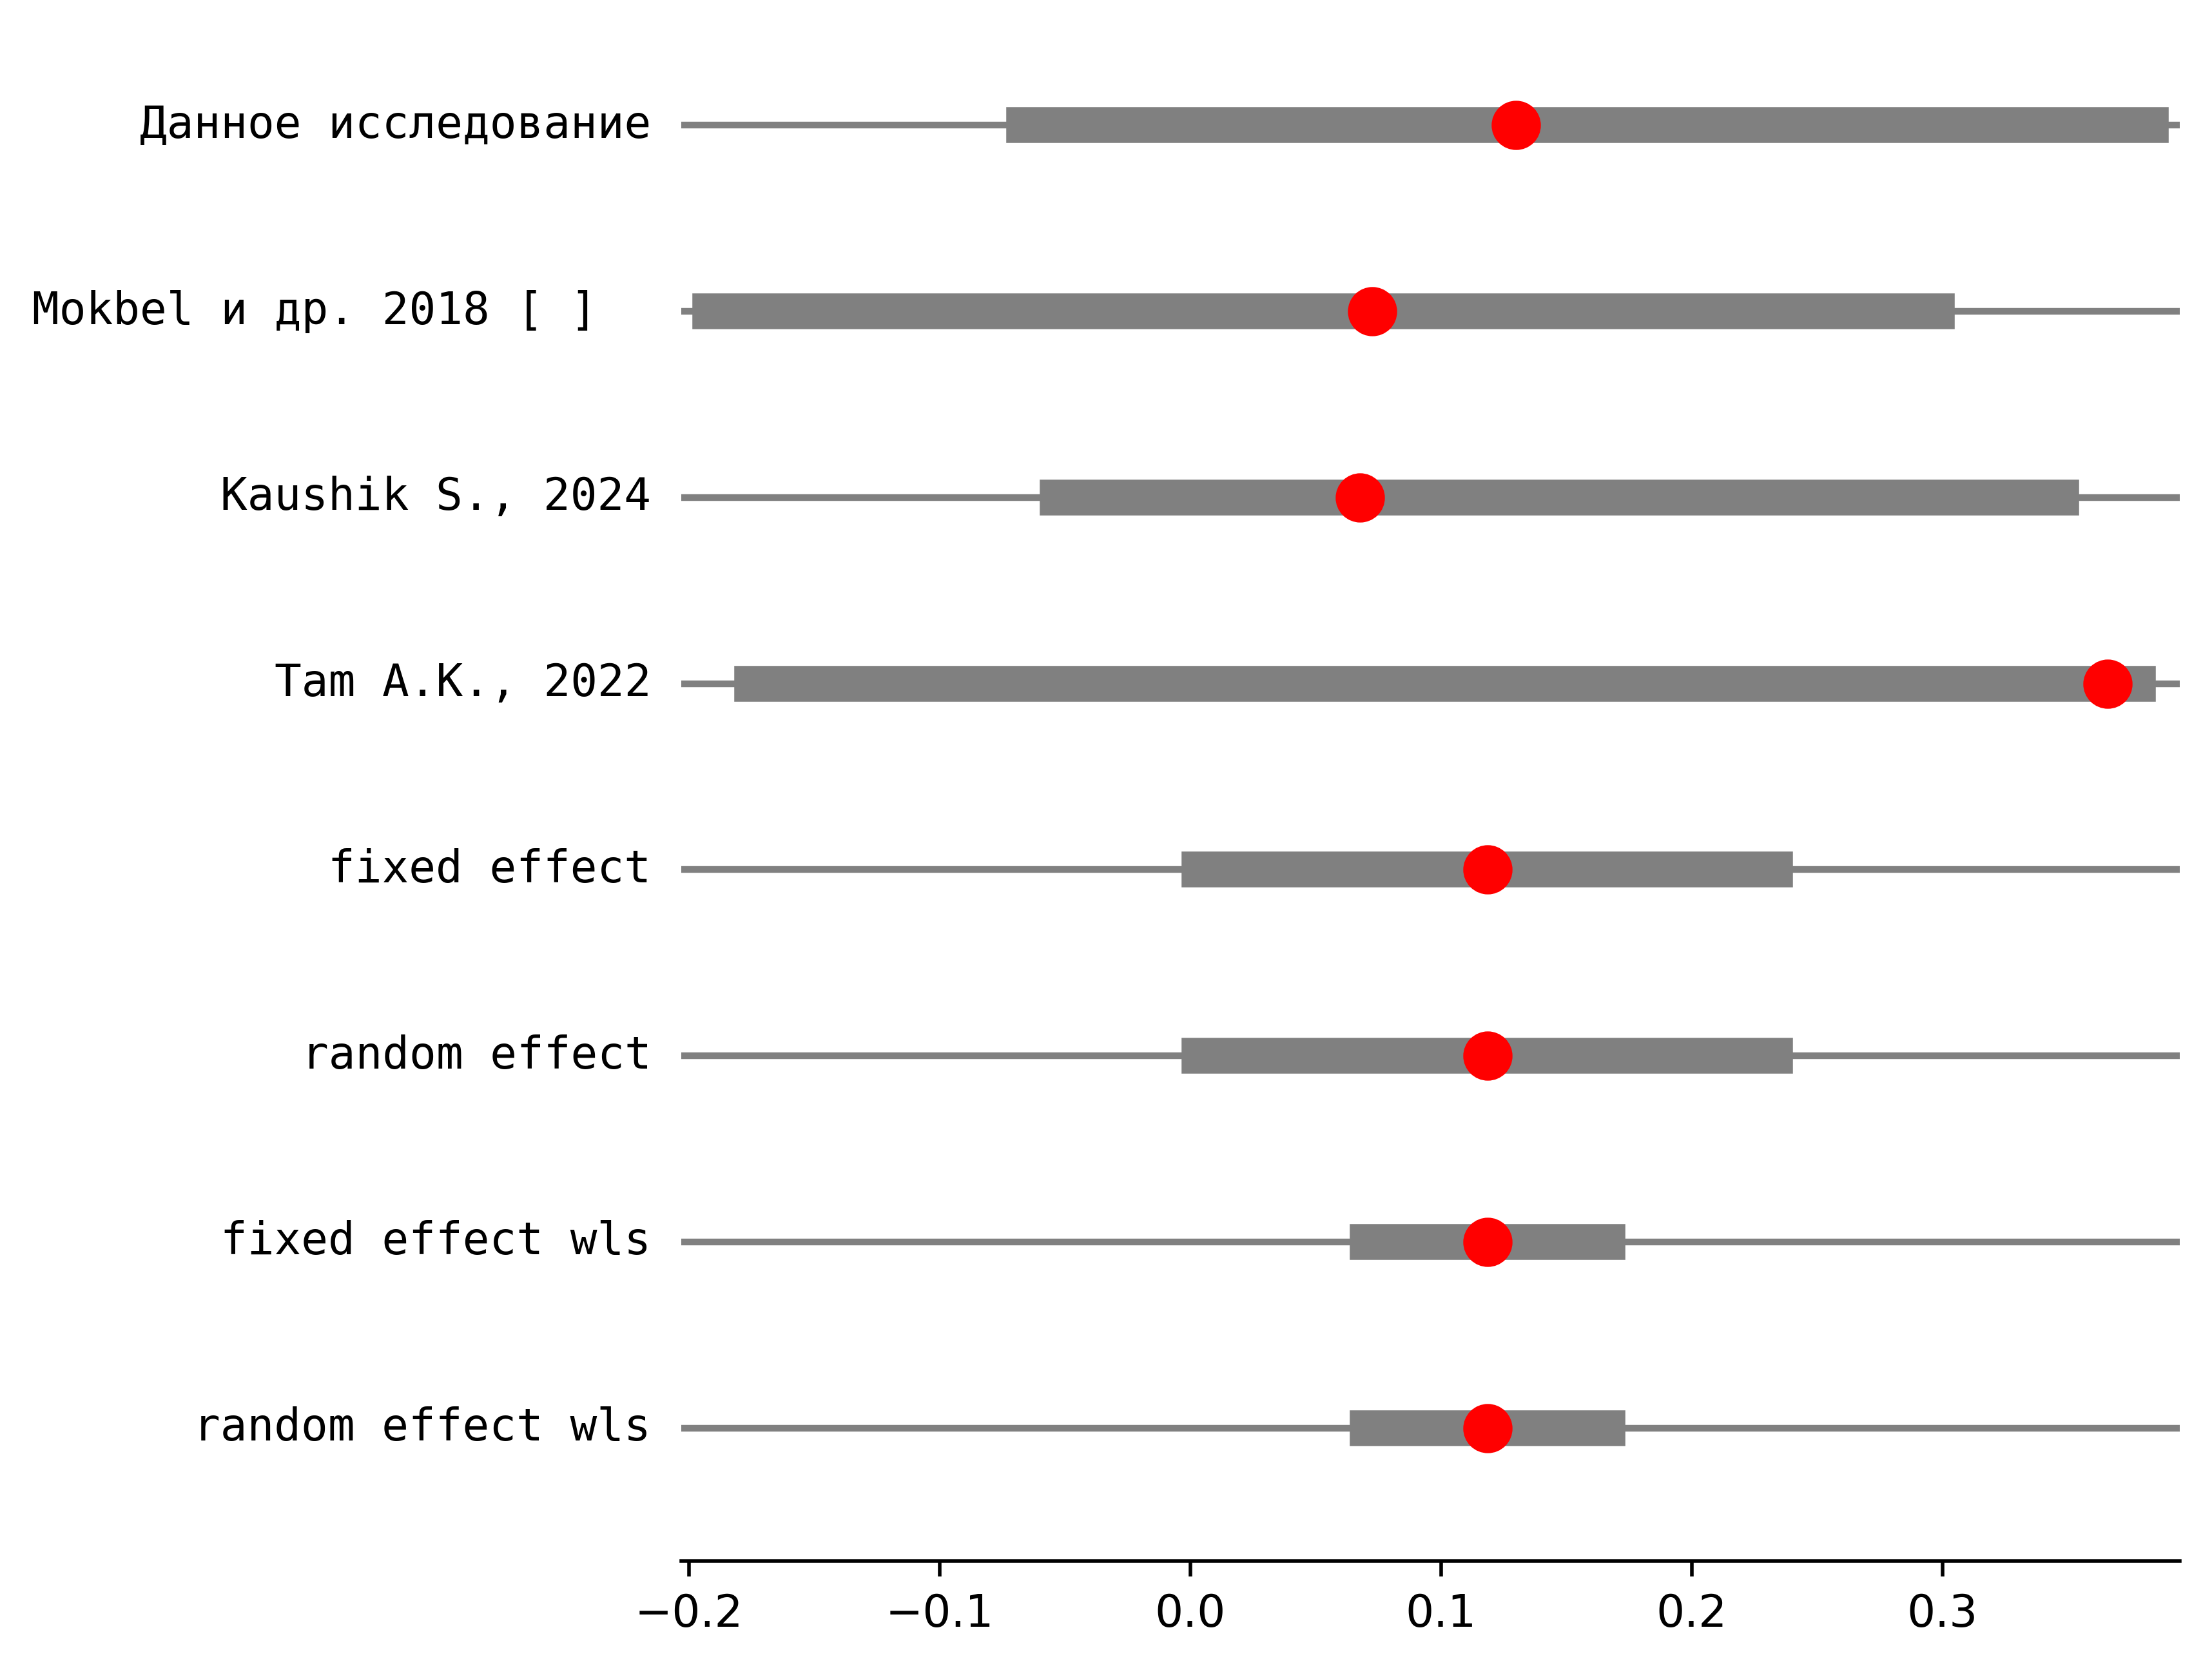 Данное исследование
Mokbel и др. 2018 [ ]
Kaushik S., 2024
Tam A.K., 2022
fixed effect
random effect
fixed effect wls
random effect wls
−0.2 −0.1 0.0 0.1 0.2 0.3